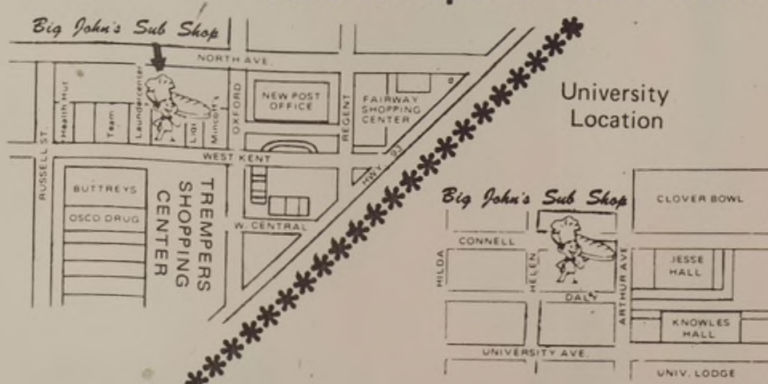 Big John's Sub Shop
NORTH AVE.
RUSSELL ST.
Health Hut
Team
Laundercenter
Mincoff's
OXFORD
NEW POST
OFFICE
REGENT
FAIRWAY
SHOPPING
CENTER
WEST KENT
HWY 93
BUTTREYS
OSCO DRUG
TREMPERS
SHOPPING
CENTER
W. CENTRAL
University
Location
Big John's Sub Shop
CLOVER BOWL
CONNELL
HILDA
HELEN
ARTHUR AVE
JESSE
HALL
DALY
KNOWLES
HALL
UNIVERSITY AVE.
UNIV. LODGE